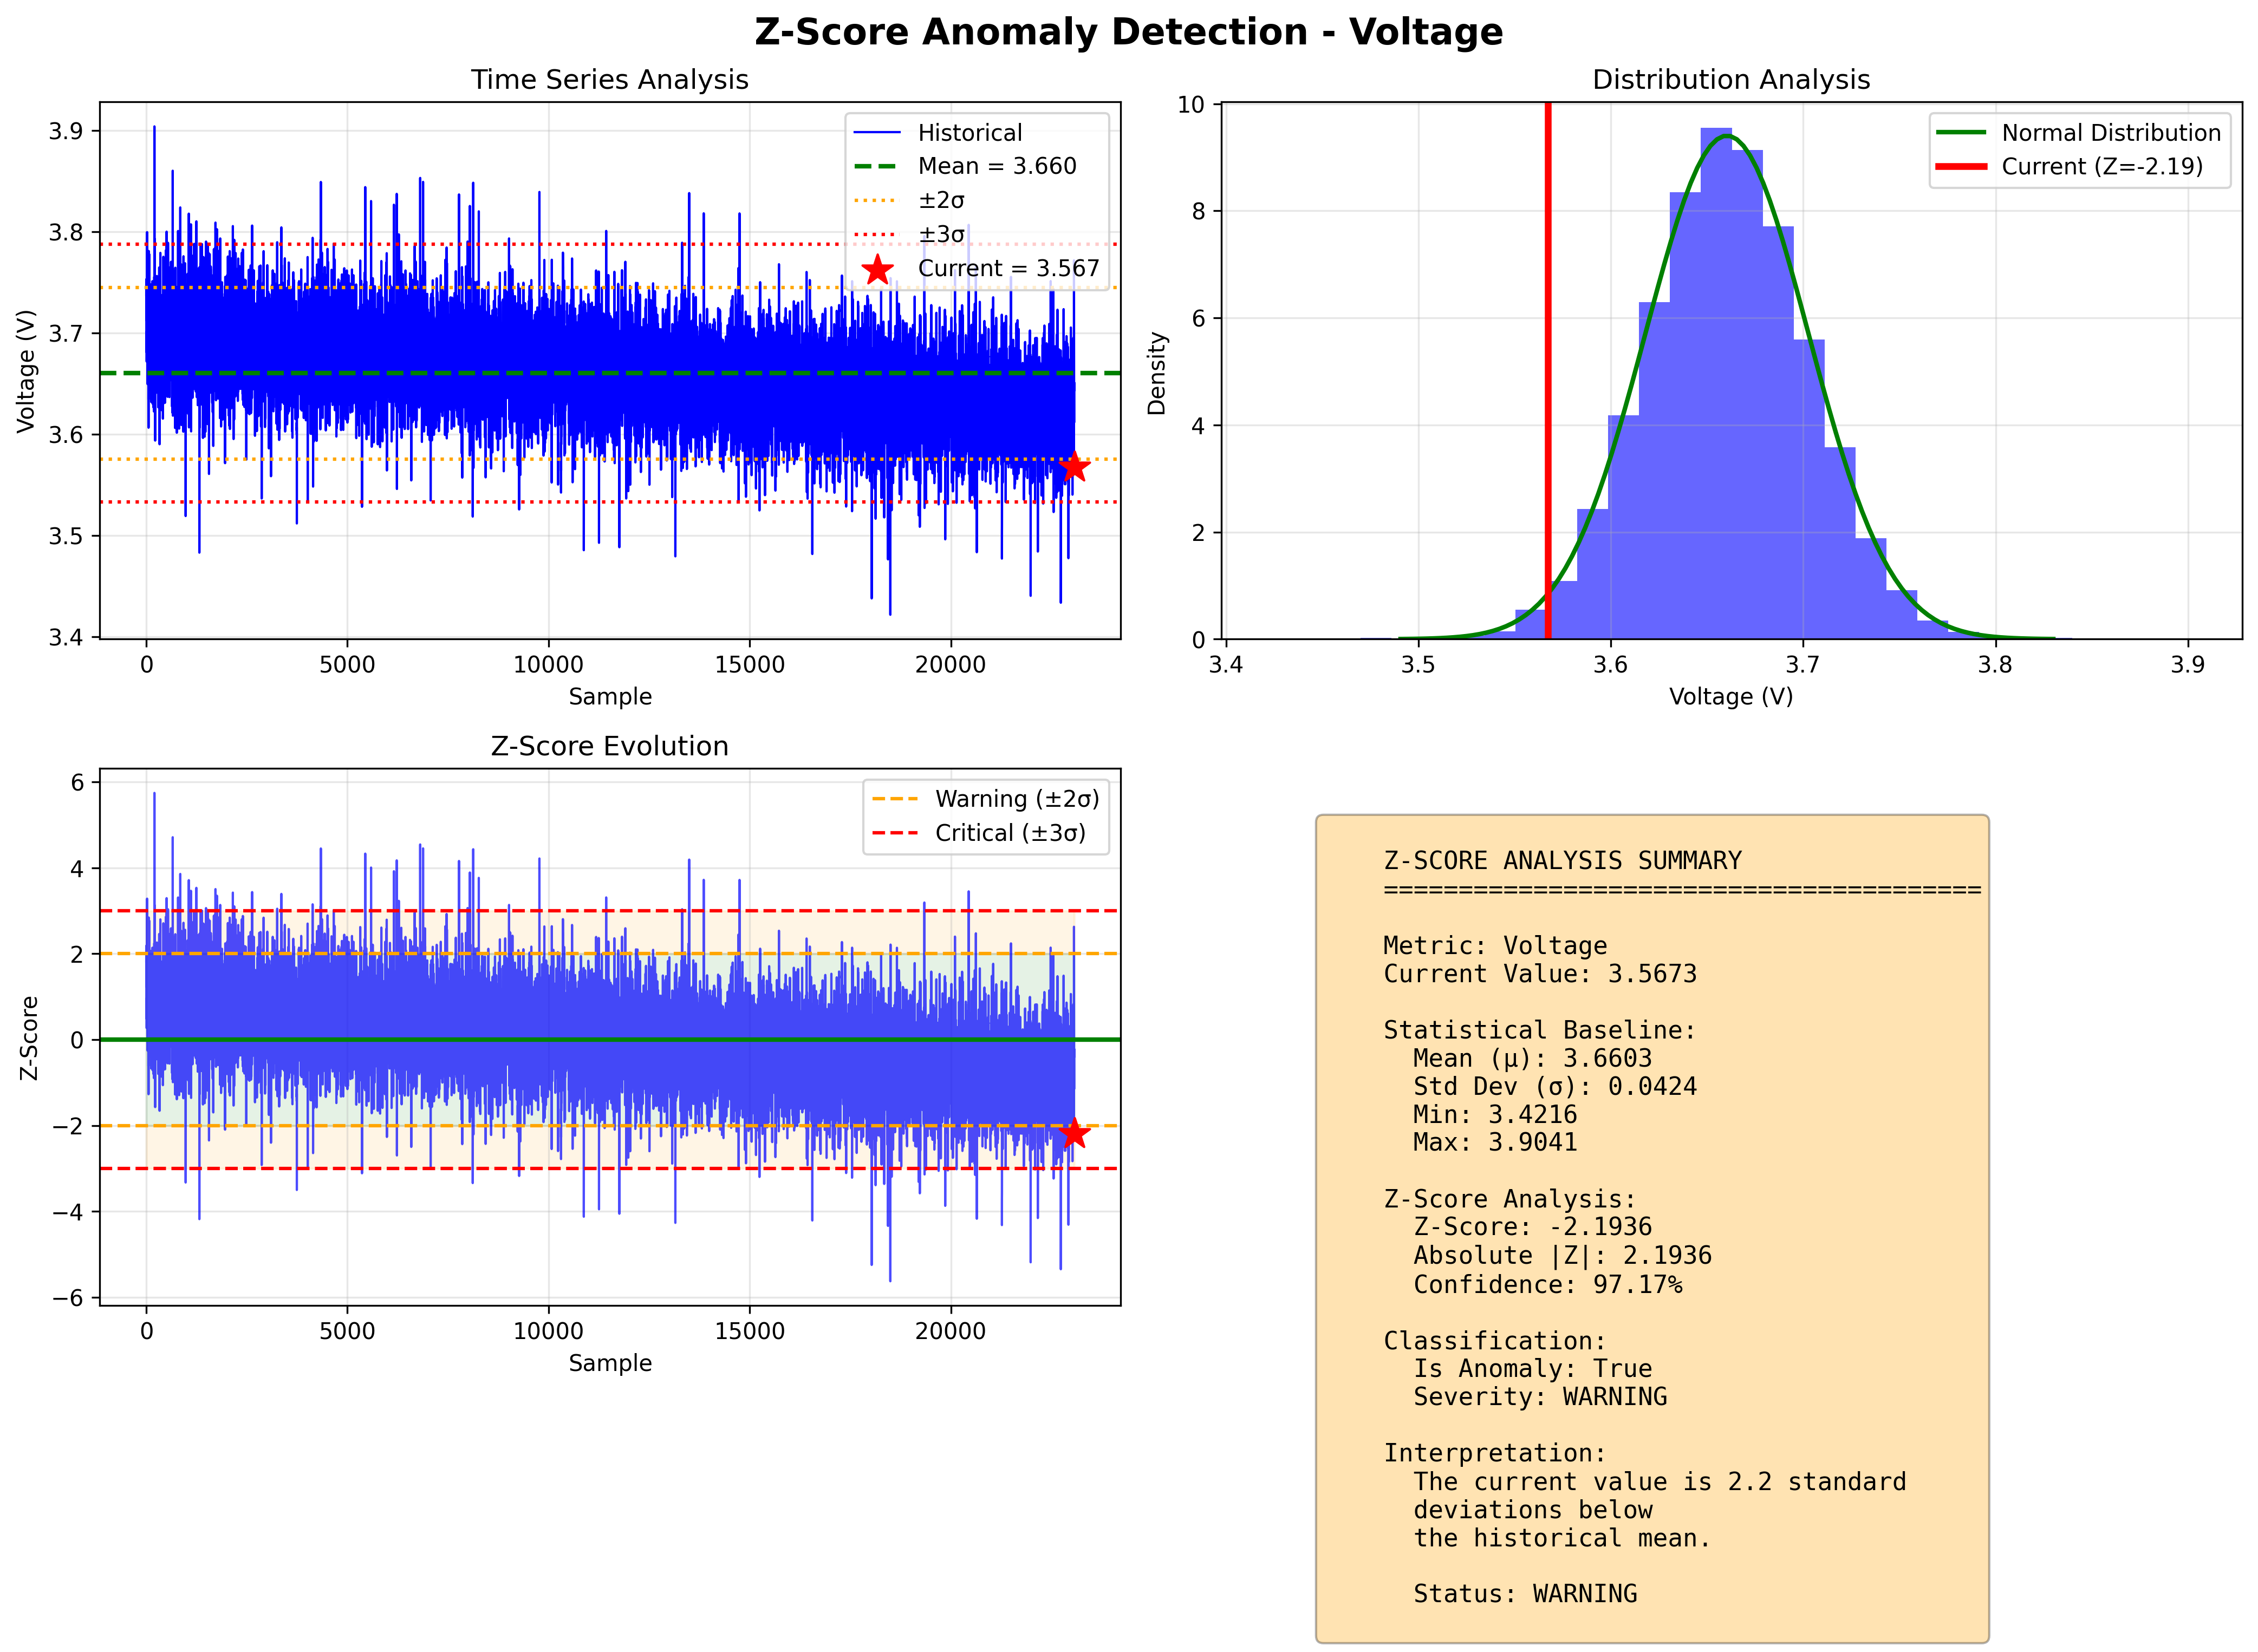 Z-Score Anomaly Detection - Voltage
Time Series Analysis
Voltage (V)
3.9
3.8
3.7
3.6
3.5
3.4
Historical
Mean = 3.660
±2σ
±3σ
Current = 3.567
0
5000
10000
15000
20000
Sample
Distribution Analysis
Density
10
8
6
4
2
0
Normal Distribution
Current (Z=-2.19)
3.4
3.5
3.6
3.7
3.8
3.9
Voltage (V)
Z-Score Evolution
Z-Score
6
4
2
0
−2
−4
−6
Warning (±2σ)
Critical (±3σ)
0
5000
10000
15000
20000
Sample
Z-SCORE ANALYSIS SUMMARY
========================================
Metric: Voltage
Current Value: 3.5673
Statistical Baseline:
Mean (μ): 3.6603
Std Dev (σ): 0.0424
Min: 3.4216
Max: 3.9041
Z-Score Analysis:
Z-Score: -2.1936
Absolute |Z|: 2.1936
Confidence: 97.17%
Classification:
Is Anomaly: True
Severity: WARNING
Interpretation:
The current value is 2.2 standard
deviations below
the historical mean.
Status: WARNING